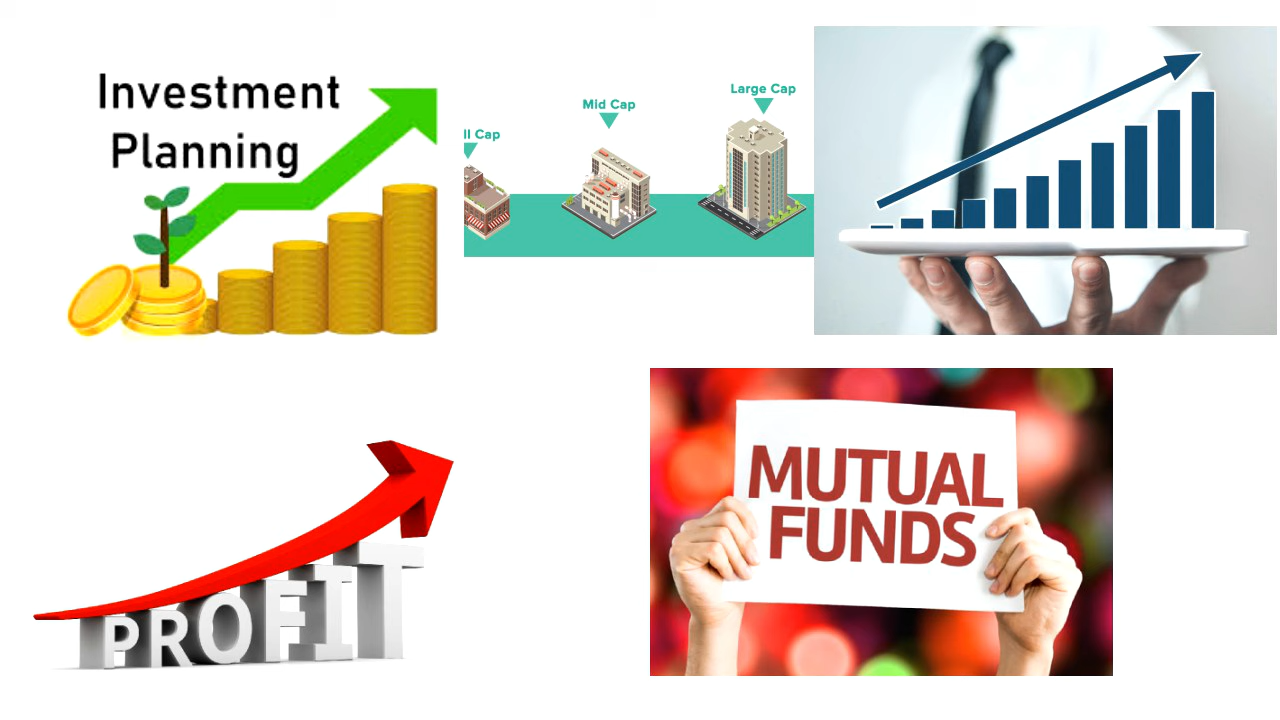 Investment
Planning
ll Cap
Mid Cap
Large Cap
PROFIT
MUTUAL
FUNDS